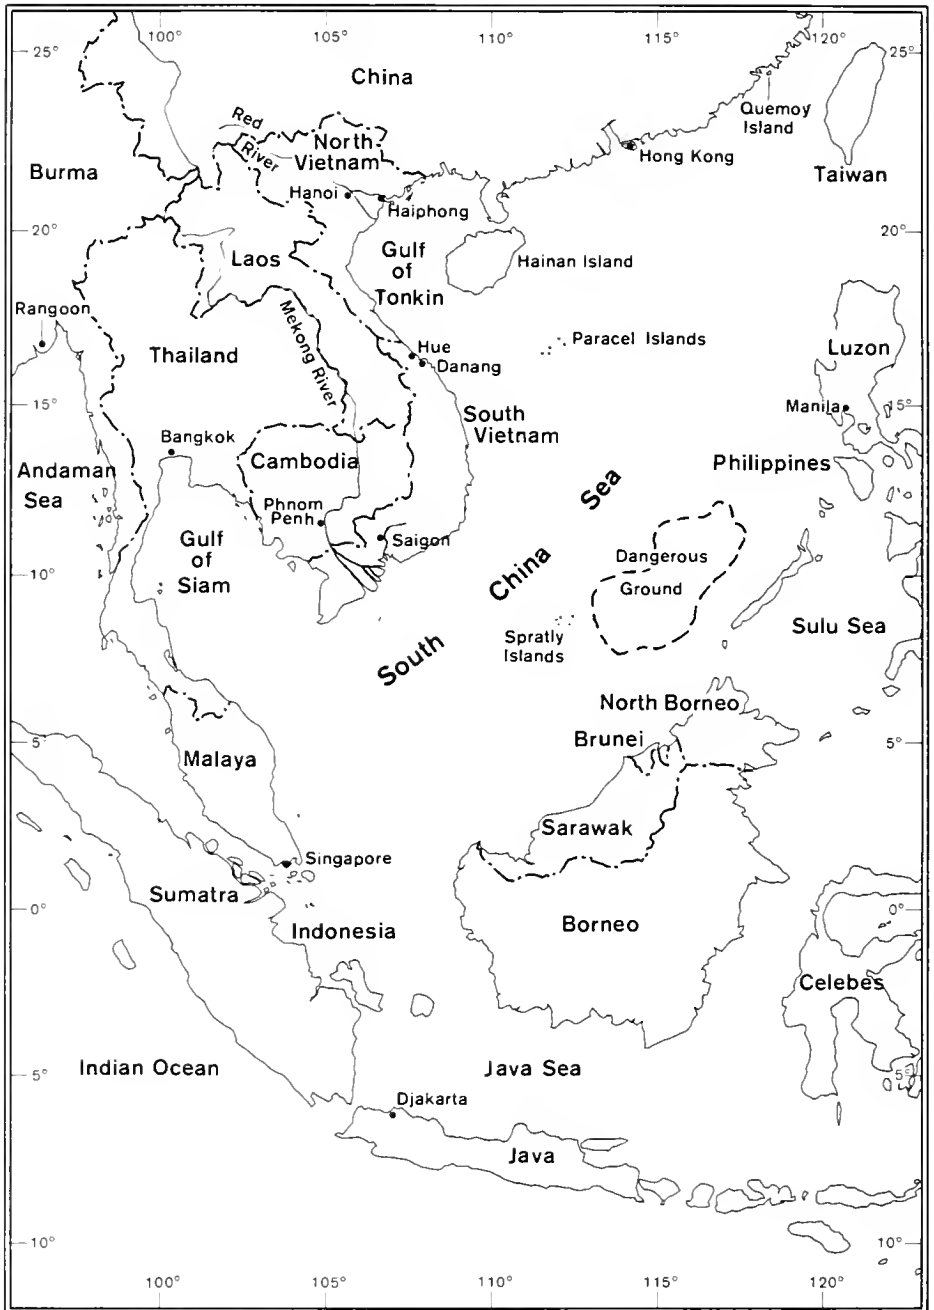 100° 105° 110° 115° 120°
25° 25°
China
Red
River
North
Vietnam
Quemoy
Island
Hong Kong
Burma
Taiwan
Hanoi
Haiphong
20° 20°
Laos
Gulf
of
Tonkin
Hainan Island
Rangoon
Mekong River
Hue
Danang
Paracel Islands
Thailand
Luzon
15° 15°
Manila
South
Vietnam
Bangkok
Cambodia
Philippines
Andaman
Sea
Phnom
Penh
Saigon
Gulf
of
Siam
South China Sea
Dangerous
Ground
10°
Spratly
Islands
Sulu Sea
North Borneo
Brunei
5° 5°
Malaya
Sarawak
Singapore
Sumatra
0° 0°
Indonesia
Borneo
Celebes
Indian Ocean
Java Sea
5° 5°
Djakarta
Java
10° 10°
100° 105° 110° 115° 120°